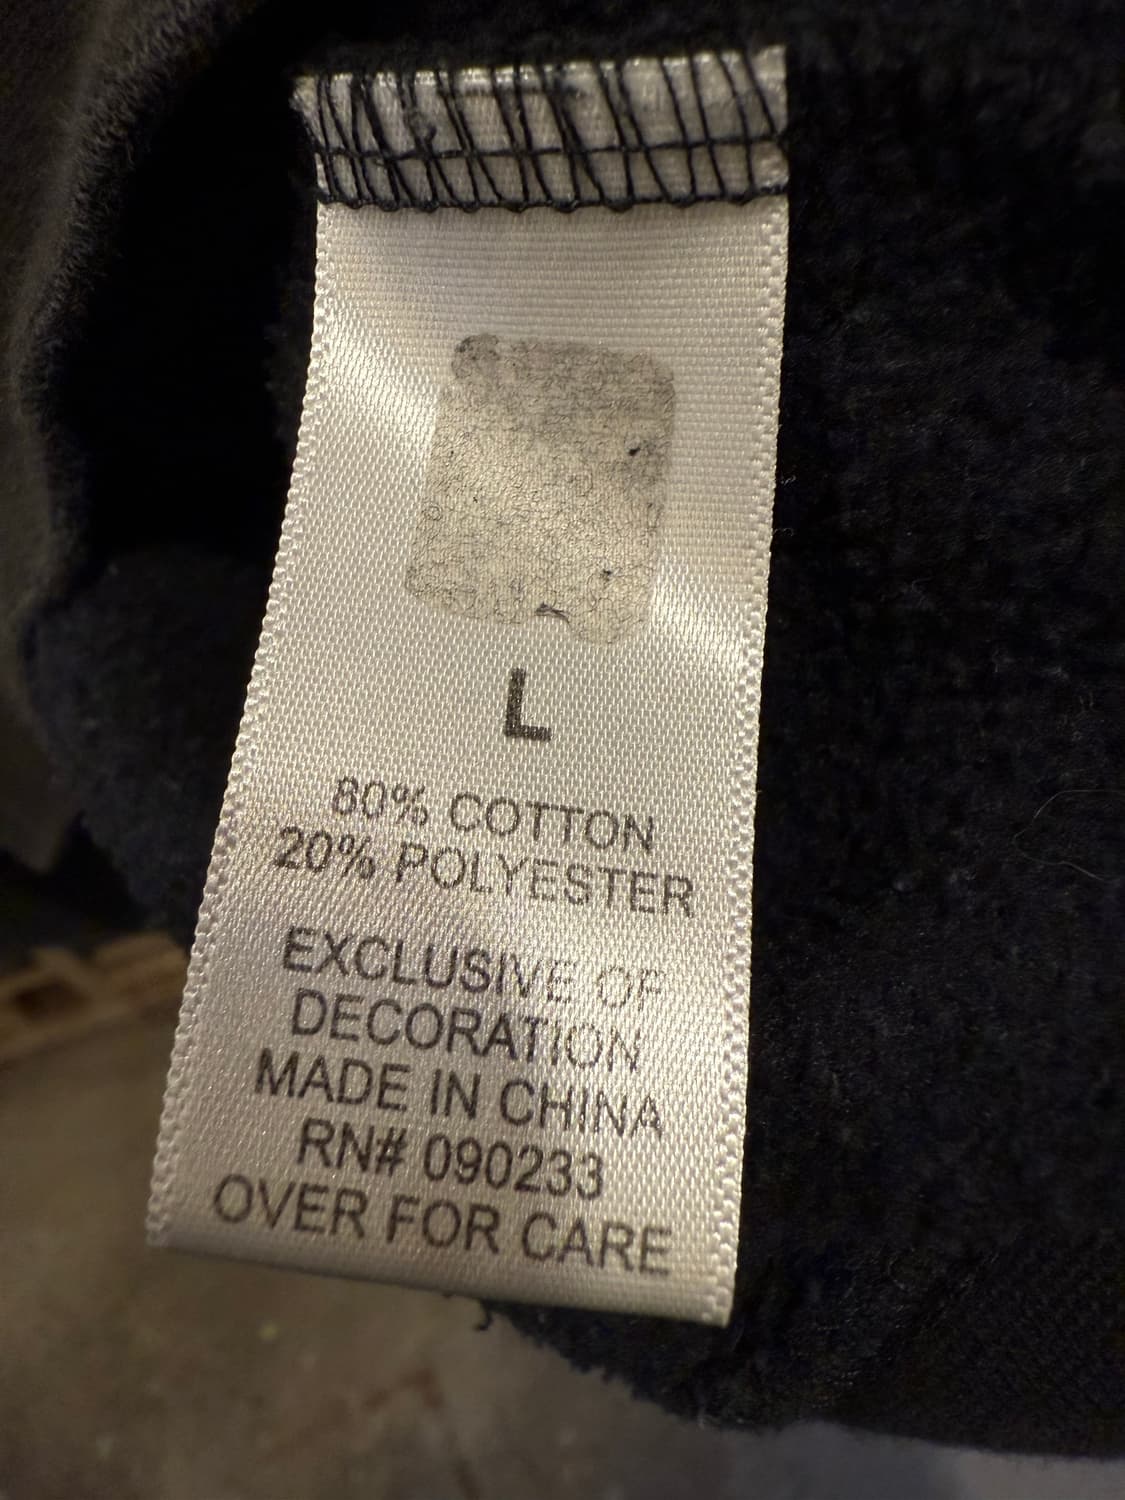 L
80% COTTON
20% POLYESTER
EXCLUSIVE OF
DECORATION
MADE IN CHINA
RN# 090233
OVER FOR CARE